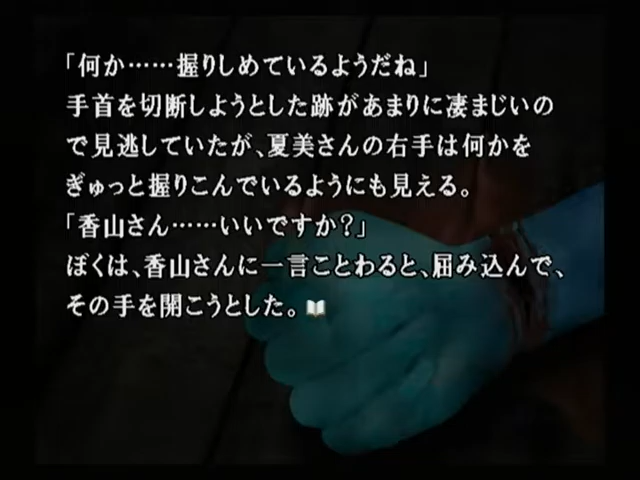 「何か……握りしめているようだね」
手首を切断しようとした跡があまりに凄まじいの
で見逃していたが、夏美さんの右手は何かを
ぎゅっと握りこんでいるようにも見える。
「香山さん……いいですか？」
ぼくは、香山さんに一言ことわると、屈み込んで、
その手を開こうとした。